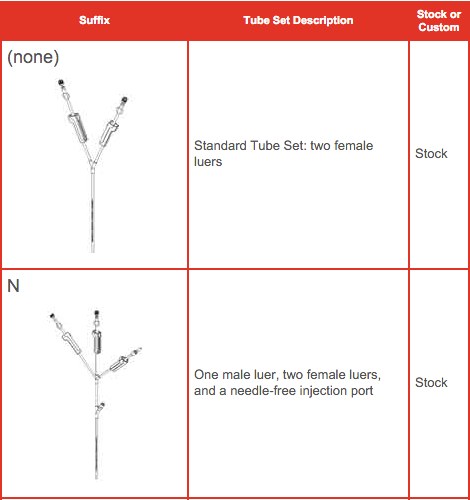 Suffix
Tube Set Description
Stock or
Custom
(none)
Standard Tube Set: two female
luers
Stock
N
One male luer, two female luers,
and a needle-free injection port
Stock